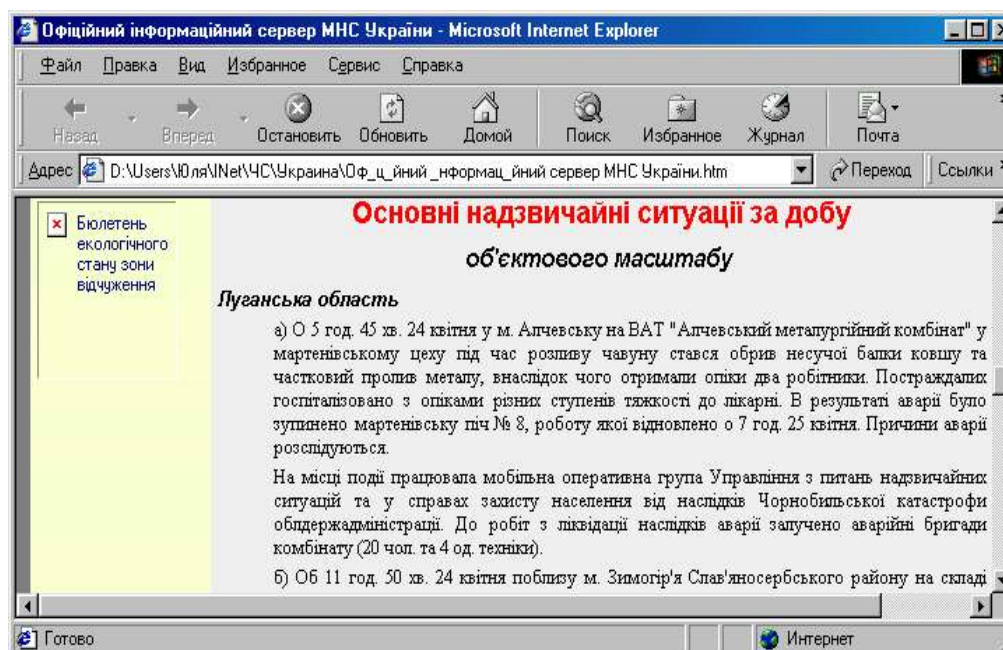 Офіційний інформаційний сервер МНС України - Microsoft Internet Explorer
Файл Правка Вид Избранное Сервис Справка
Назад Вперед Остановить Обновить Домой Поиск Избранное Журнал Почта
Адрес D:\Users\Юля\INet\ЧС\Украина\Оф_ц_йний _нформац_йний сервер МНС України.htm Переход Ссылки
Бюлетень
екологічного
стану зони
відчуження
Основні надзвичайні ситуації за добу
об'єктового масштабу
Луганська область
а) О 5 год. 45 хв. 24 квітня у м. Алчевську на ВАТ "Алчевський металургійний комбінат" у
мартенівському цеху під час розливу чавуну стався обрив несучої балки ковшу та
частковий пролив металу, внаслідок чого отримали опіки два робітники. Постраждалих
госпіталізовано з опіками різних ступенів тяжкості до лікарні. В результаті аварії було
зупинено мартенівську піч № 8, роботу якої відновлено о 7 год. 25 квітня. Причини аварії
розслідуються.
На місці події працювала мобільна оперативна група Управління з питань надзвичайних
ситуацій та у справах захисту населення від наслідків Чорнобильської катастрофи
облдержадміністрації. До робіт з ліквідації наслідків аварії залучено аварійні бригади
комбінату (20 чол. та 4 од. техніки).
б) Об 11 год. 50 хв. 24 квітня поблизу м. Зимогір'я Слав'яносербського району на складі
Готово Интернет